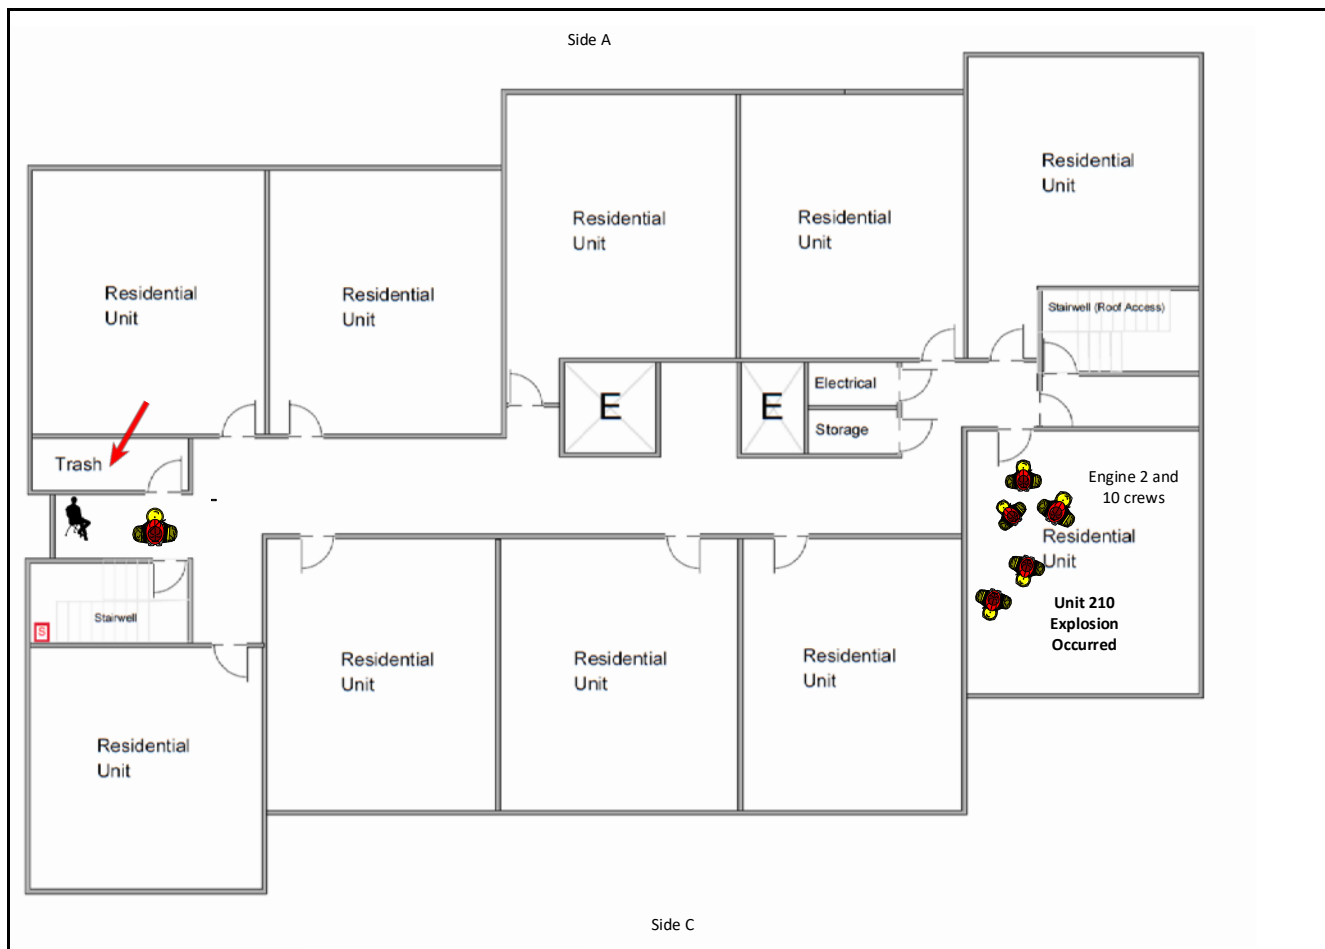 Side A
Residential
Unit
Residential
Unit
Residential
Unit
Residential
Unit
Residential
Unit
Stairwell (Roof Access)
E
E
Electrical
Storage
Trash
-
Engine 2 and
10 crews
Residential
Unit
Unit 210
Explosion
Occurred
Stairwell
S
Residential
Unit
Residential
Unit
Residential
Unit
Residential
Unit
Side C